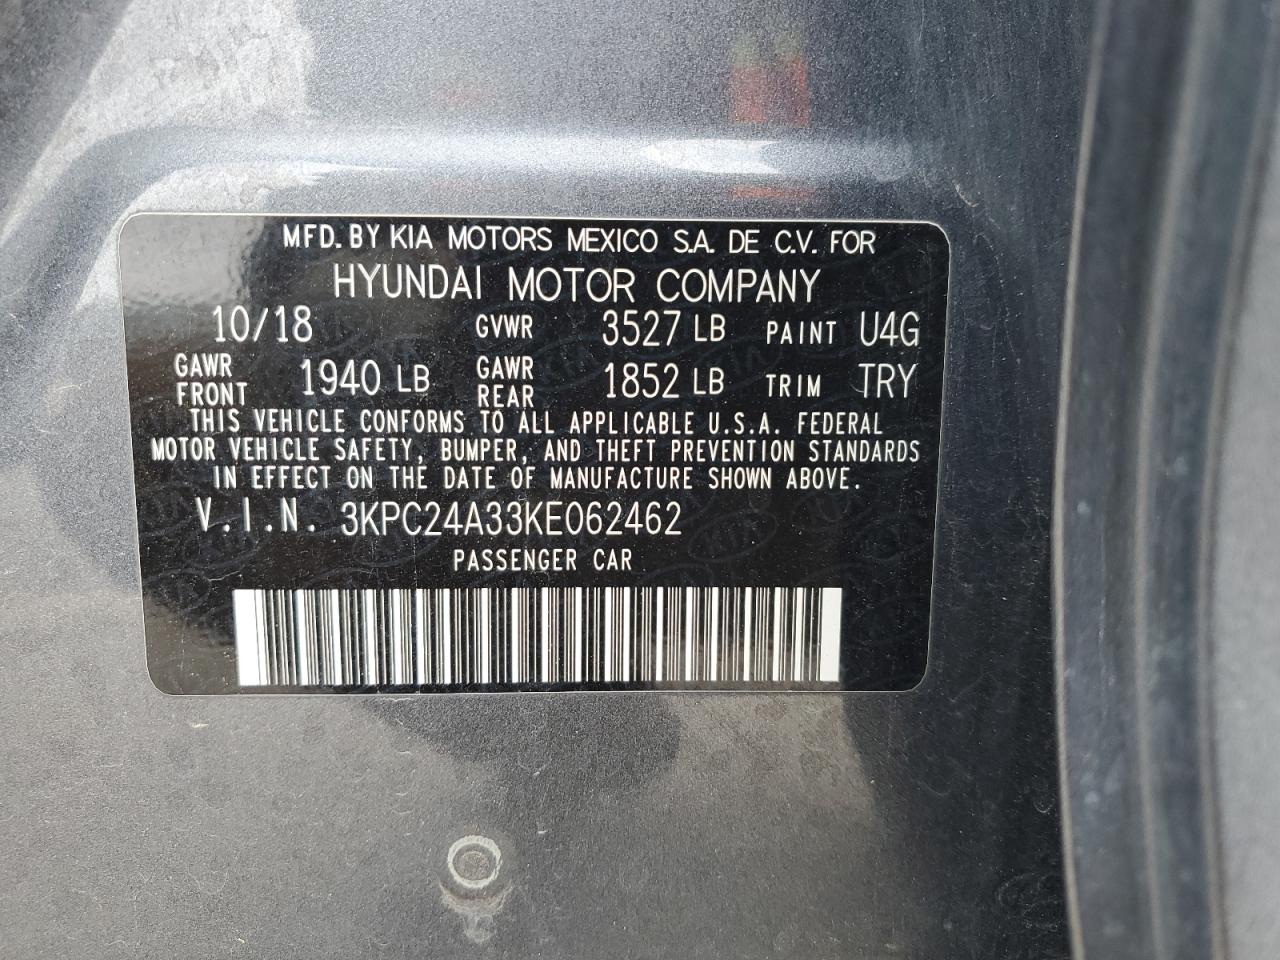 MFD. BY KIA MOTORS MEXICO S.A. DE C.V. FOR
HYUNDAI MOTOR COMPANY
10/18 GVWR 3527 LB PAINT U4G
GAWR FRONT 1940 LB GAWR REAR 1852 LB TRIM TRY
THIS VEHICLE CONFORMS TO ALL APPLICABLE U.S.A. FEDERAL
MOTOR VEHICLE SAFETY, BUMPER, AND THEFT PREVENTION STANDARDS
IN EFFECT ON THE DATE OF MANUFACTURE SHOWN ABOVE.
V.I.N. 3KPC24A33KE062462
PASSENGER CAR